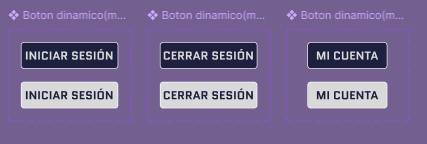 Boton dinamico(m...
Boton dinamico(m...
Boton dinamico(m...
INICIAR SESIÓN
CERRAR SESIÓN
MI CUENTA
INICIAR SESIÓN
CERRAR SESIÓN
MI CUENTA